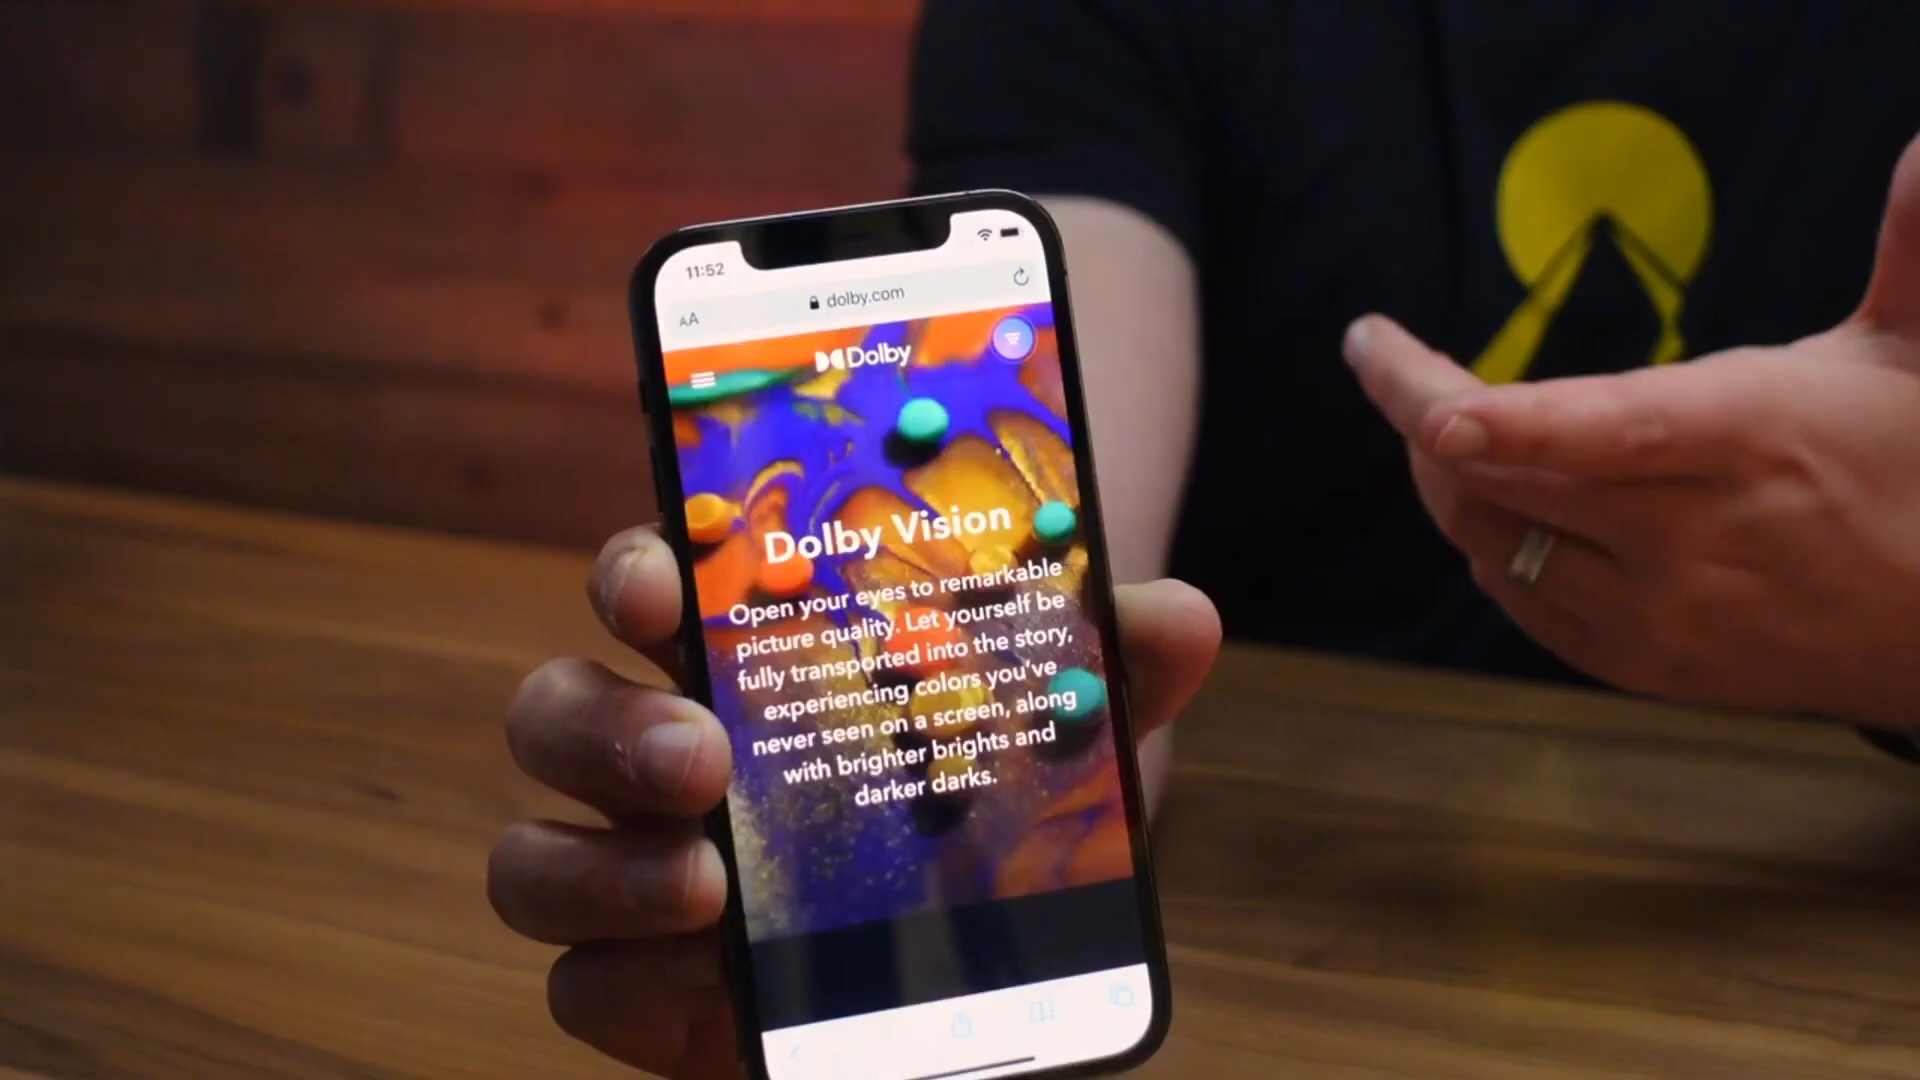 11:52
AA
dolby.com
Dolby
Dolby Vision
Open your eyes to remarkable
picture quality. Let yourself be
fully transported into the story,
experiencing colors you've
never seen on a screen, along
with brighter brights and
darker darks.